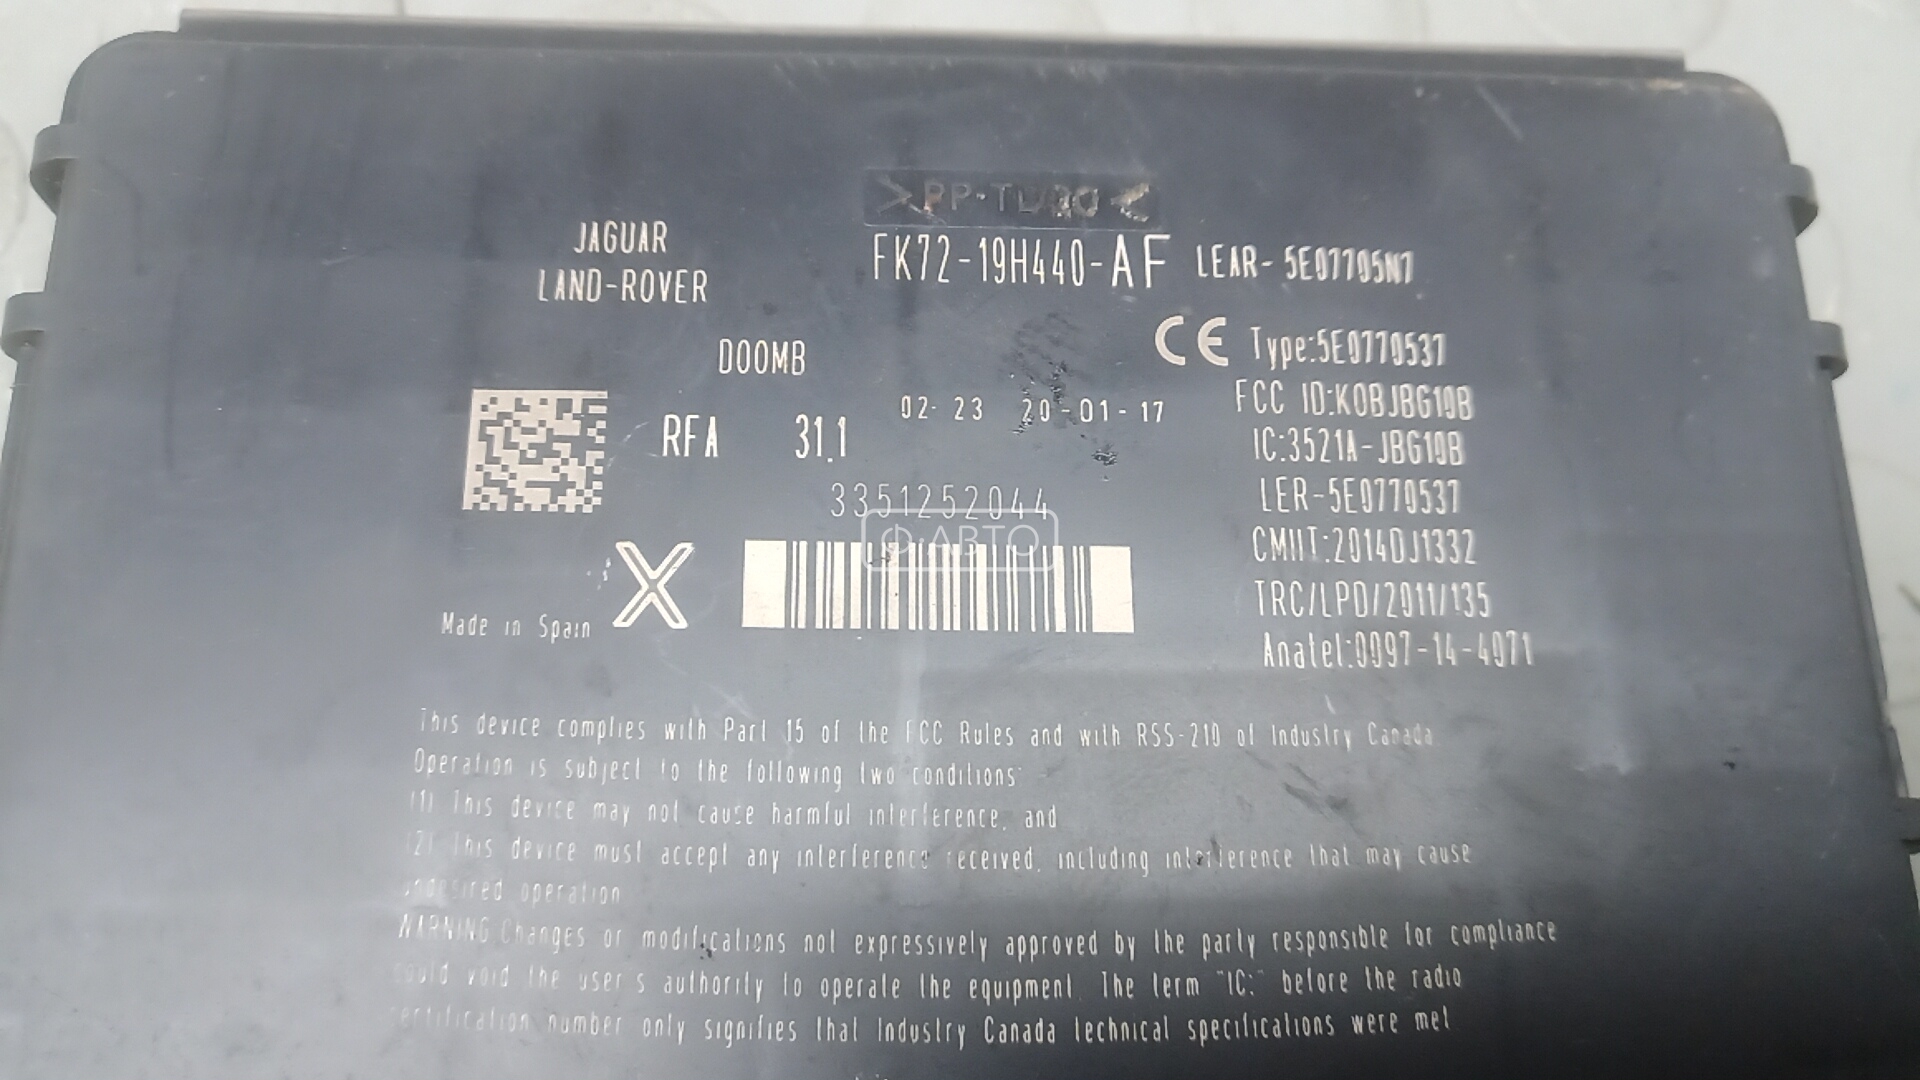 JAGUAR
LAND-ROVER
FK72-19H440-AF LEAR-5E07705N7
D00MB
CE Type:5E0770537
FCC ID:KOBJBG10B
02-23 20-01-17
RFA 31.1
IC:3521A-JBG10B
LER-5E0770537
3351252044
CMIIT:2014DJ1332
Ф АВТО
X
TRC/LPD/2011/135
Made in Spain
Anatel:0097-14-4071
This device complies with Part 15 of the FCC Rules and with RSS-210 of Industry Canada
Operation is subject to the following two conditions:
(1) This device may not cause harmful interference, and
(2) This device must accept any interference received, including interference that may cause
undesired operation
WARNING Changes or modifications not expressively approved by the party responsible for compliance
could void the user s authority to operate the equipment. The term "IC:" before the radio
certification number only signifies that Industry Canada technical specifications were met